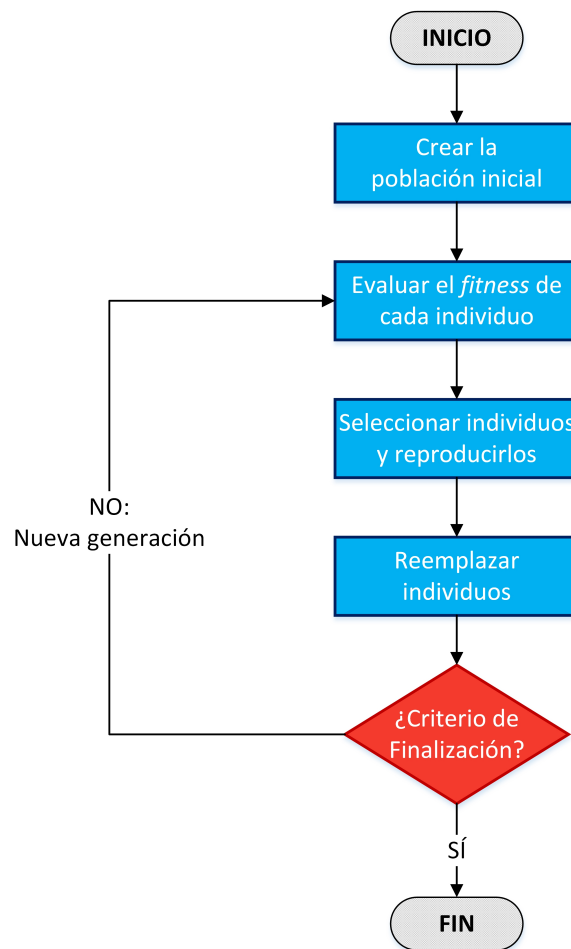 INICIO
Crear la
población inicial
Evaluar el fitness de
cada individuo
Seleccionar individuos
y reproducirlos
NO:
Nueva generación
Reemplazar
individuos
¿Criterio de
Finalización?
SÍ
FIN